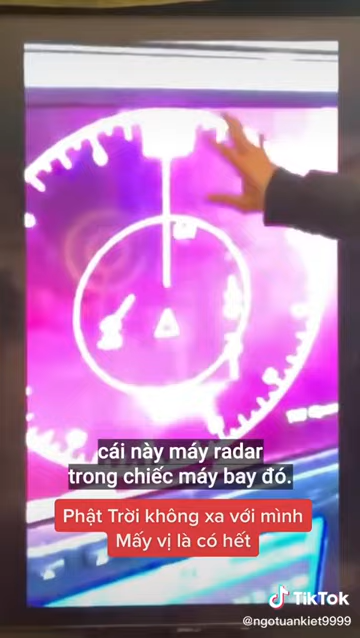 cái này máy radar
trong chiếc máy bay đó.
Phật Trời không xa với mình
Mấy vị là có hết
TikTok
@ngotuankiet9999